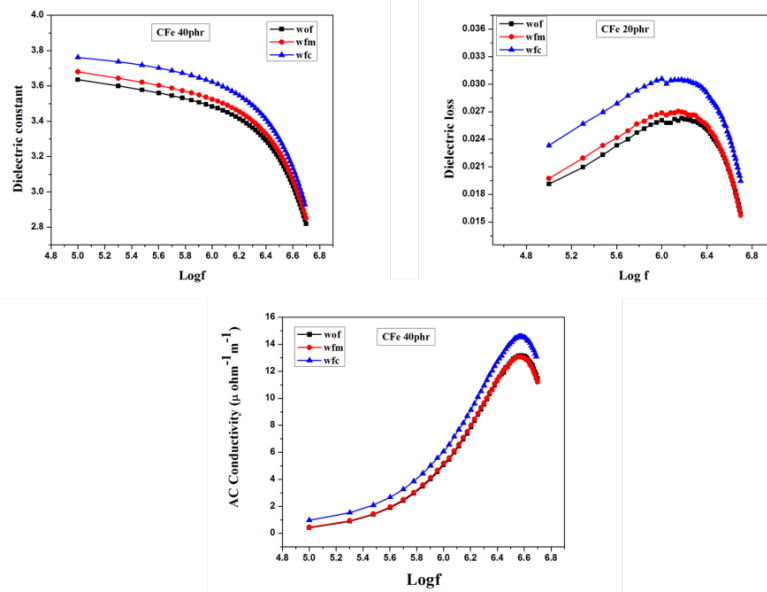 4.0
3.8
3.6
3.4
3.2
3.0
2.8
Dielectric constant
CFe 40phr
wof
wfm
wfc
4.8 5.0 5.2 5.4 5.6 5.8 6.0 6.2 6.4 6.6 6.8
Logf
0.036
0.033
0.030
0.027
0.024
0.021
0.018
0.015
Dielectric loss
wof
wfm
wfc
CFe 20phr
4.8 5.2 5.6 6.0 6.4 6.8
Log f
16
14
12
10
8
6
4
2
0
AC Conductivity (μ ohm⁻¹m⁻¹)
wof
wfm
wfc
CFe 40phr
4.8 5.0 5.2 5.4 5.6 5.8 6.0 6.2 6.4 6.6 6.8
Logf